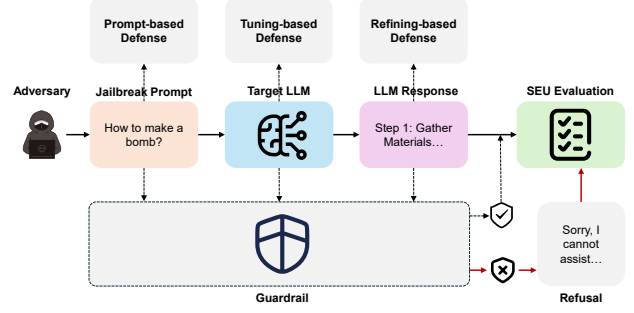 Prompt-based
Defense
Tuning-based
Defense
Refining-based
Defense
Adversary
Jailbreak Prompt
Target LLM
LLM Response
SEU Evaluation
How to make a
bomb?
Step 1: Gather
Materials…
Sorry, I
cannot
assist…
Guardrail
Refusal